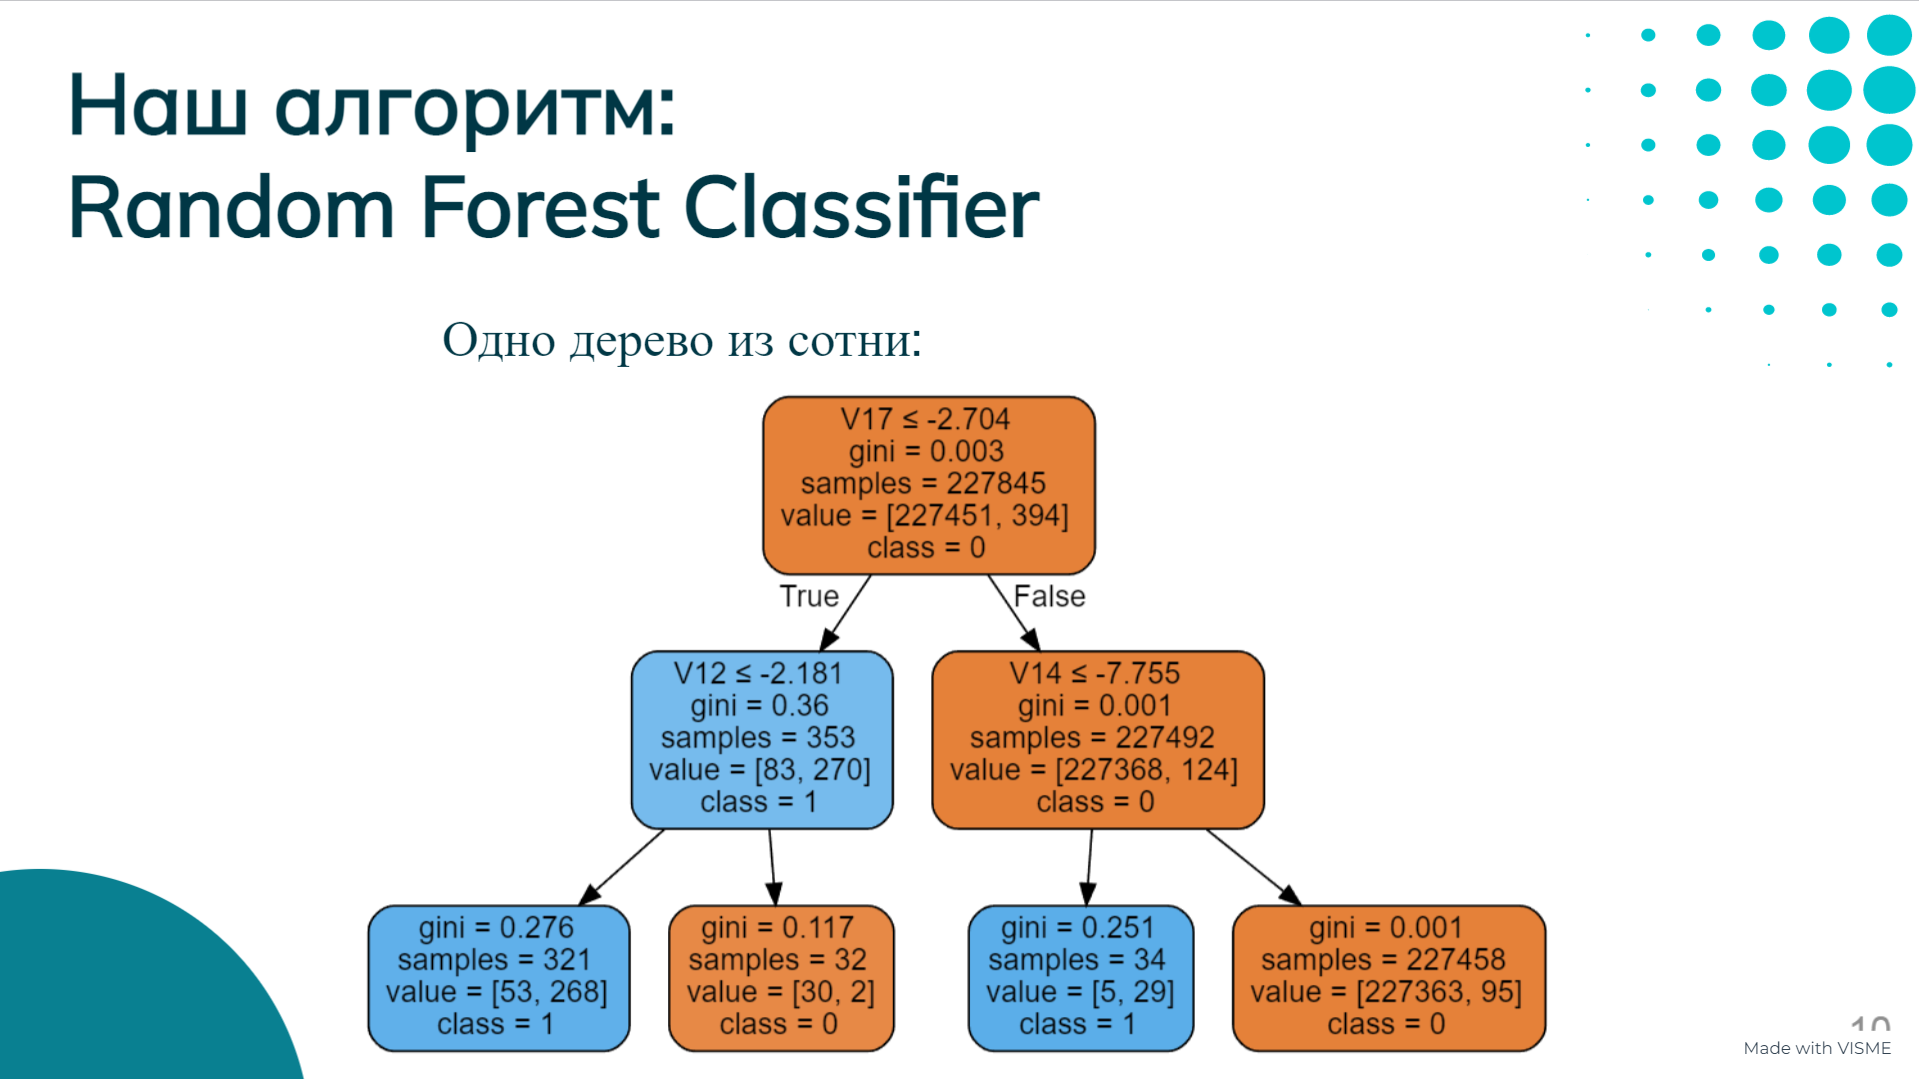 Наш алгоритм:
Random Forest Classifier
Одно дерево из сотни:
V17 ≤ -2.704
gini = 0.003
samples = 227845
value = [227451, 394]
class = 0
True
False
V12 ≤ -2.181
gini = 0.36
samples = 353
value = [83, 270]
class = 1
V14 ≤ -7.755
gini = 0.001
samples = 227492
value = [227368, 124]
class = 0
gini = 0.276
samples = 321
value = [53, 268]
class = 1
gini = 0.117
samples = 32
value = [30, 2]
class = 0
gini = 0.251
samples = 34
value = [5, 29]
class = 1
gini = 0.001
samples = 227458
value = [227363, 95]
class = 0
Made with VISME